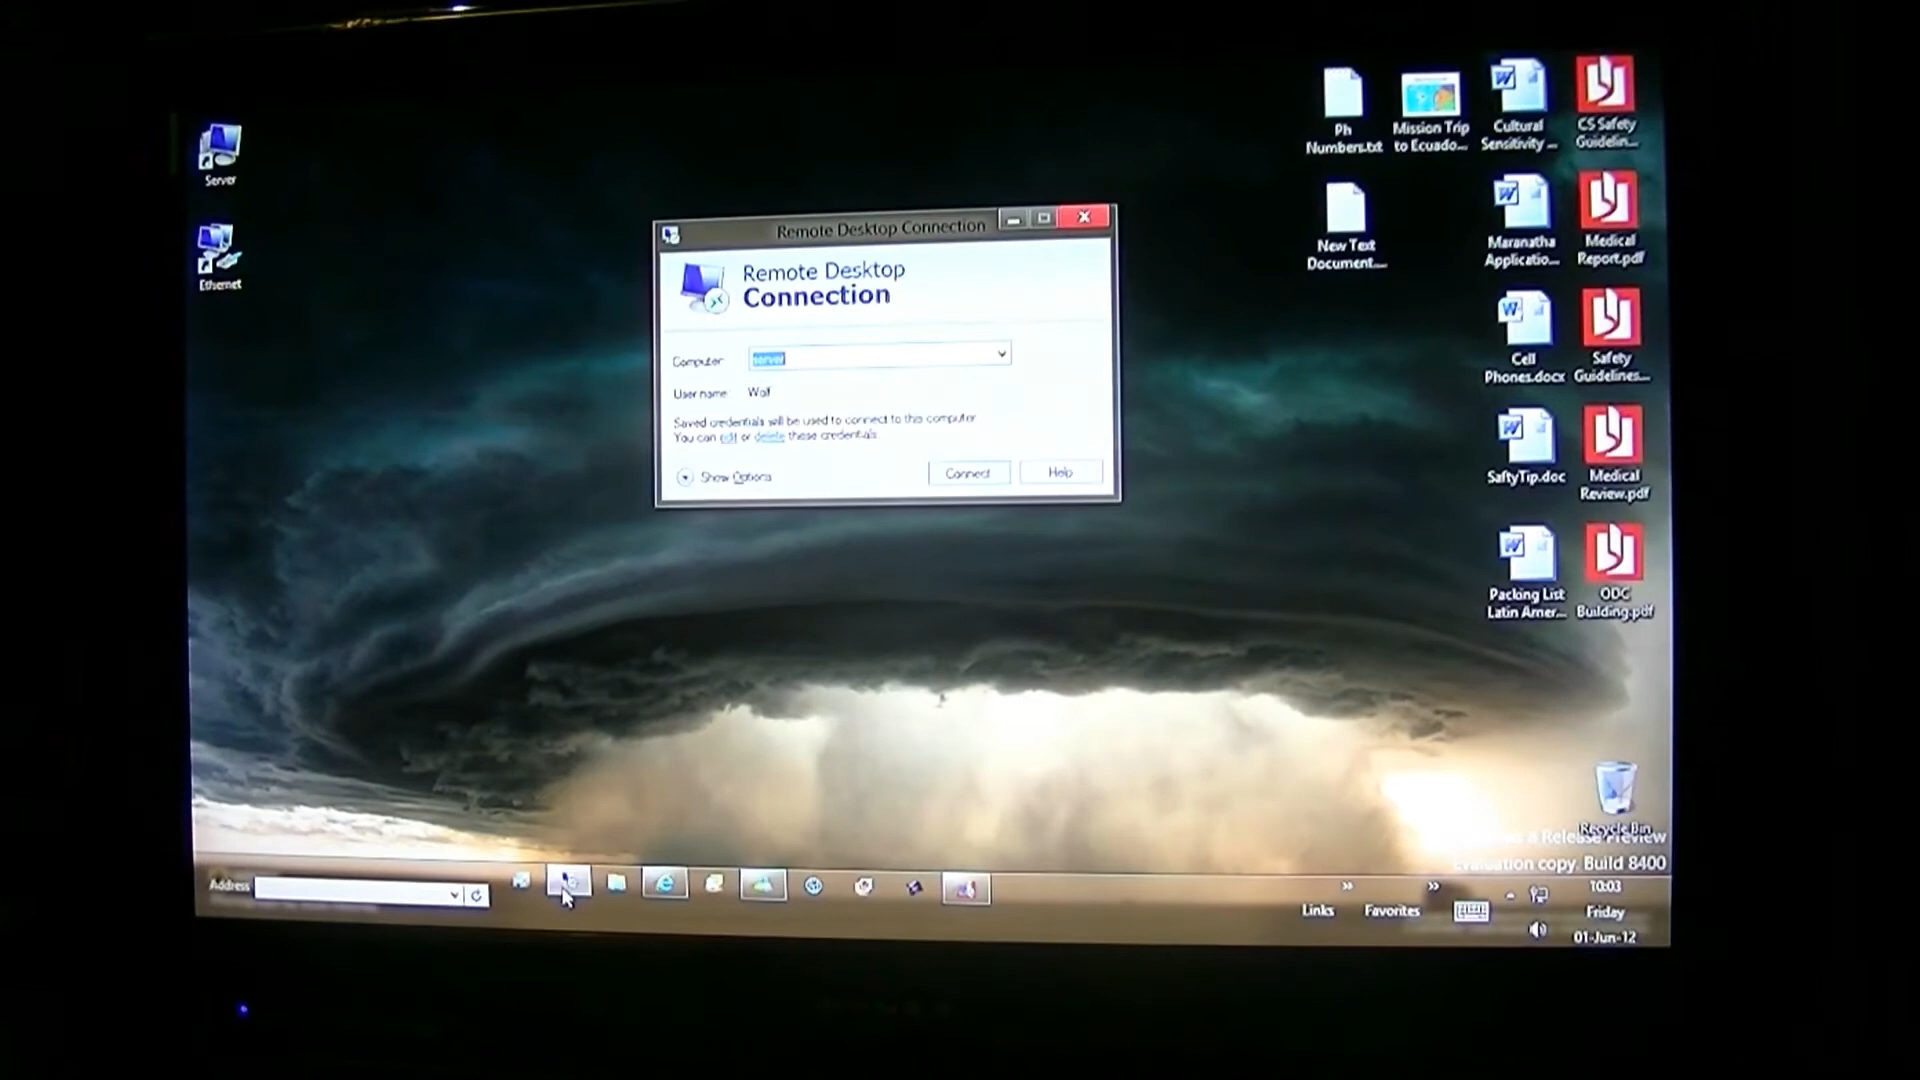 Server
Ethernet
Ph
Numbers.txt
Mission Trip
to Ecuado...
Cultural
Sensitivity ...
CS Safety
Guidelin...
New Text
Document....
Maranatha
Applicatio...
Medical
Report.pdf
Cell
Phones.docx
Safety
Guidelines...
SaftyTip.doc
Medical
Review.pdf
Packing List
Latin Amer...
ODC
Building.pdf
Remote Desktop Connection
Remote Desktop
Connection
Computer:
server
User name:
Wolf
Saved credentials will be used to connect to this computer.
You can edit or delete these credentials.
Show Options
Connect
Help
Recycle Bin
Release Preview
Evaluation copy. Build 8400
Address
Links
Favorites
10:03
Friday
01-Jun-12